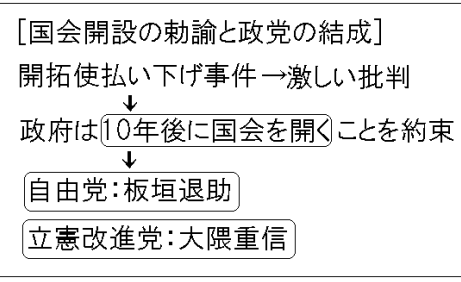 [国会開設の勅諭と政党の結成]
開拓使払い下げ事件→激しい批判
↓
政府は10年後に国会を開くことを約束
↓
自由党:板垣退助
立憲改進党:大隈重信